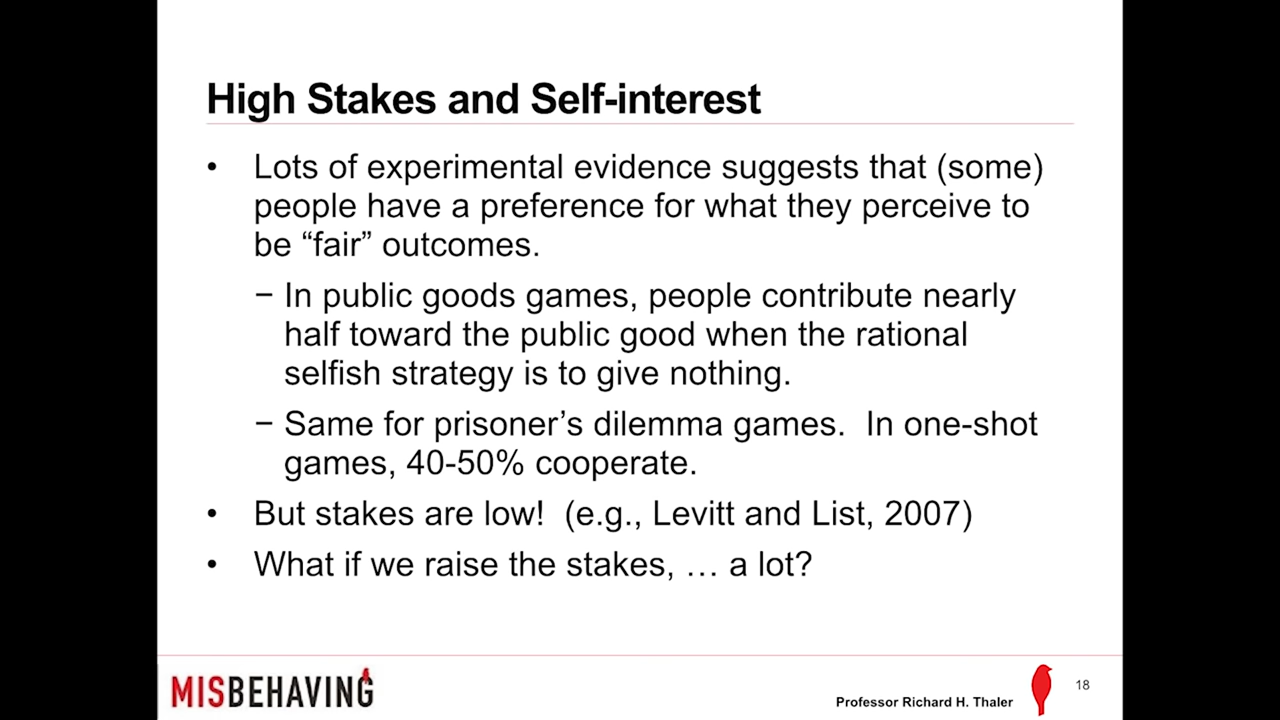 High Stakes and Self-interest
• Lots of experimental evidence suggests that (some)
people have a preference for what they perceive to
be “fair” outcomes.
− In public goods games, people contribute nearly
half toward the public good when the rational
selfish strategy is to give nothing.
− Same for prisoner’s dilemma games.  In one-shot
games, 40-50% cooperate.
• But stakes are low!  (e.g., Levitt and List, 2007)
• What if we raise the stakes, … a lot?
MISBEHAVING
Professor Richard H. Thaler
18